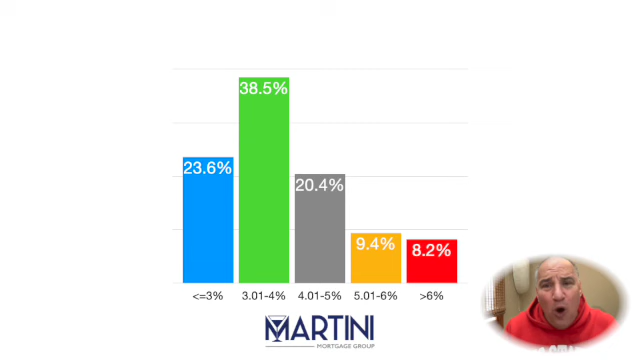 38.5%
23.6%
20.4%
9.4%
8.2%
<=3% 3.01-4% 4.01-5% 5.01-6% >6%
MARTINI
MORTGAGE GROUP